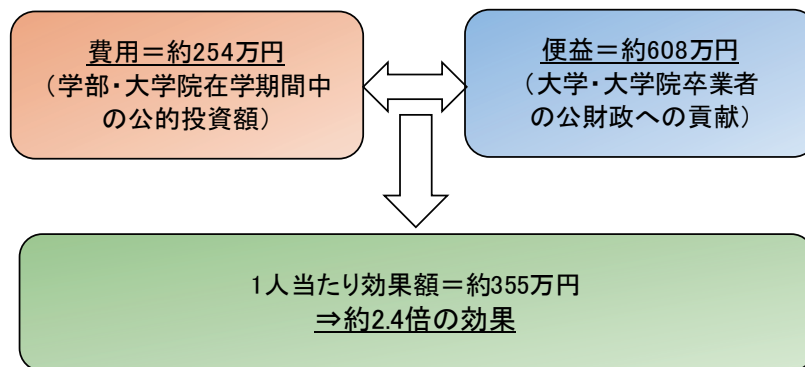 費用＝約254万円
（学部・大学院在学期間中
の公的投資額）
便益＝約608万円
（大学・大学院卒業者
の公財政への貢献）
1人当たり効果額＝約355万円
⇒約2.4倍の効果